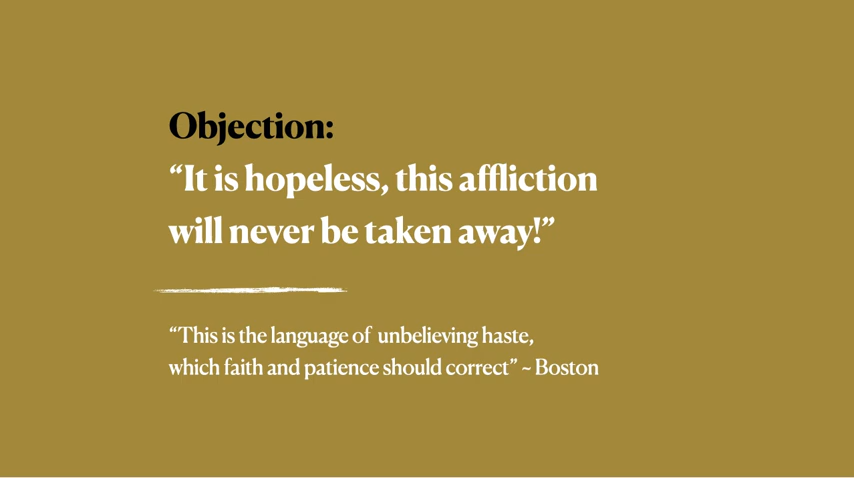 Objection:
“It is hopeless, this affliction
will never be taken away!”
“This is the language of unbelieving haste,
which faith and patience should correct” ~ Boston